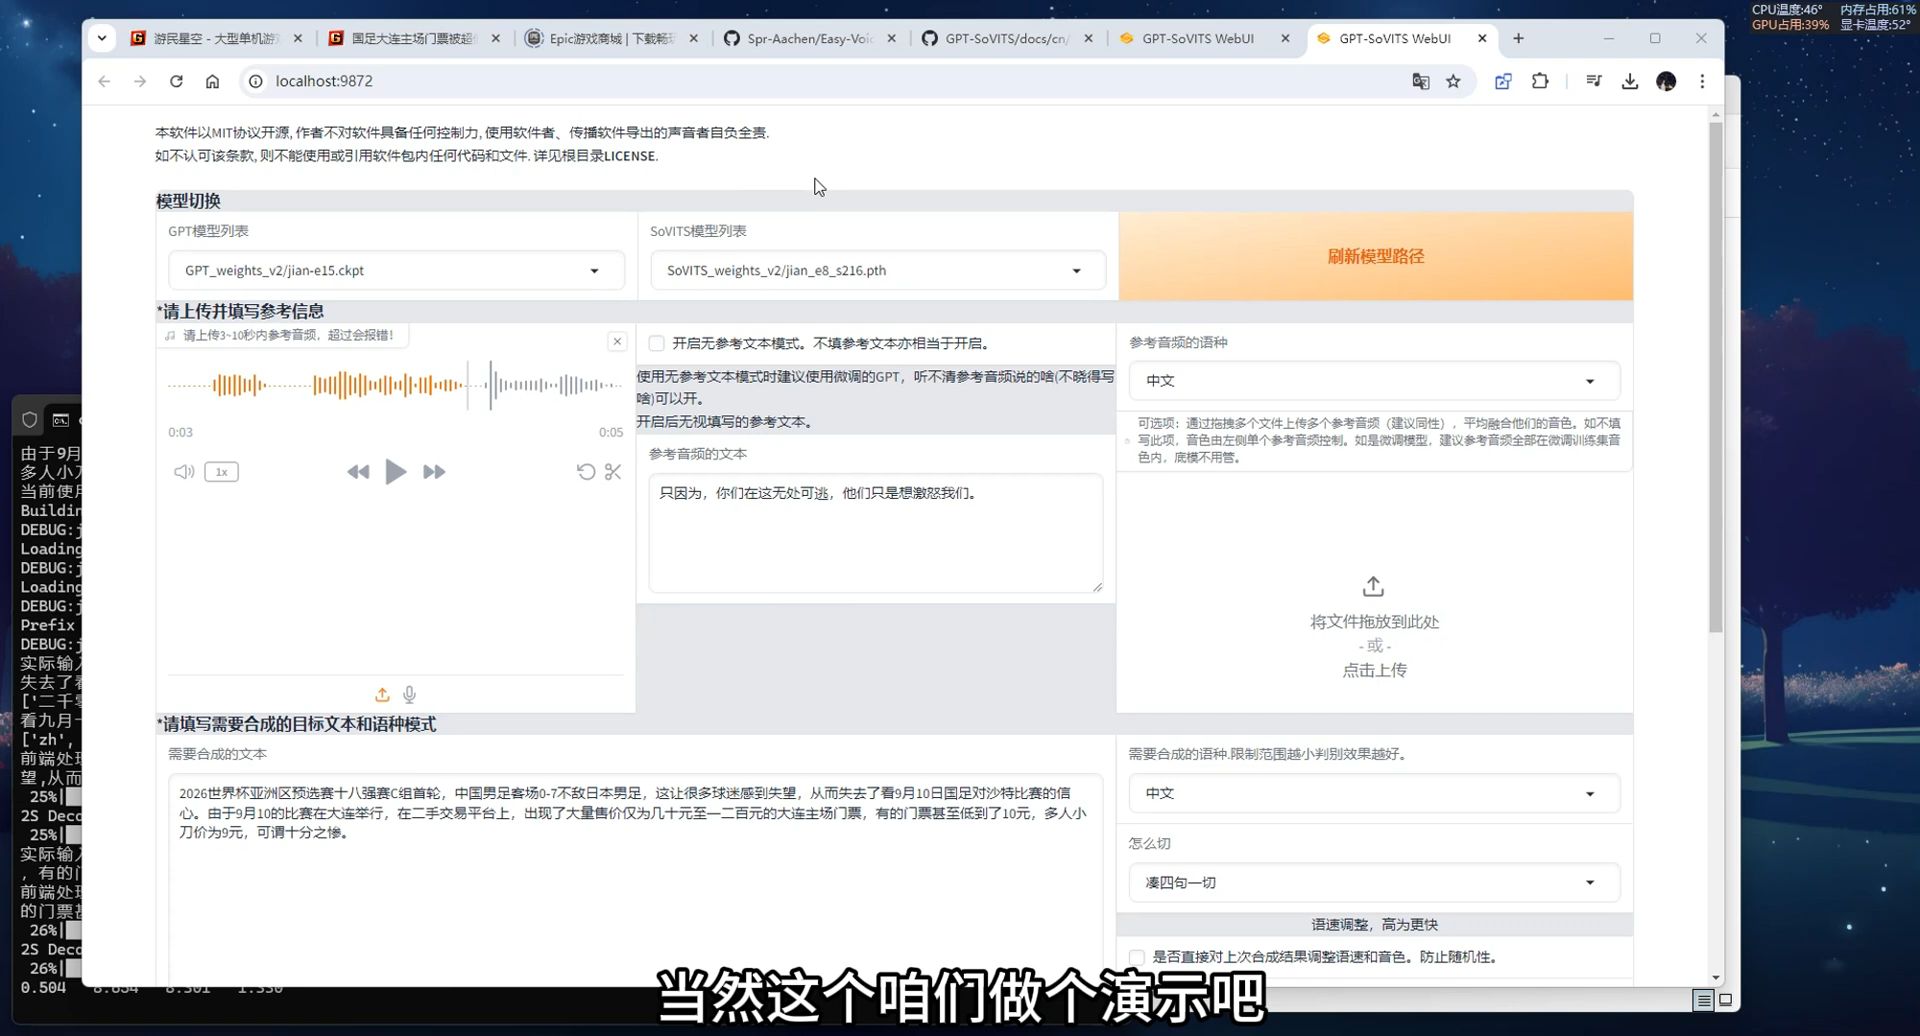 CPU温度:46° 内存占用:61%
GPU占用:39% 显卡温度:52°
游民星空 - 大型单机游
国足大连主场门票被超
Epic游戏商城 | 下载畅
Spr-Aachen/Easy-Voi
GPT-SoVITS/docs/cn/
GPT-SoVITS WebUI
GPT-SoVITS WebUI
localhost:9872
本软件以MIT协议开源, 作者不对软件具备任何控制力, 使用软件者、传播软件导出的声音者自负全责.
如不认可该条款, 则不能使用或引用软件包内任何代码和文件. 详见根目录LICENSE.
模型切换
GPT模型列表
GPT_weights_v2/jian-e15.ckpt
SoVITS模型列表
SoVITS_weights_v2/jian_e8_s216.pth
刷新模型路径
*请上传并填写参考信息
请上传3~10秒内参考音频，超过会报错！
0:03
0:05
1x
开启无参考文本模式。不填参考文本亦相当于开启。
使用无参考文本模式时建议使用微调的GPT，听不清参考音频说的啥(不晓得写
啥)可以开。
开启后无视填写的参考文本。
参考音频的文本
只因为，你们在这无处可逃，他们只是想激怒我们。
参考音频的语种
中文
可选项：通过拖拽多个文件上传多个参考音频（建议同性），平均融合他们的音色。如不填
写此项，音色由左侧单个参考音频控制。如是微调模型，建议参考音频全部在微调训练集音
色内，底模不用管。
将文件拖放到此处
- 或 -
点击上传
*请填写需要合成的目标文本和语种模式
需要合成的文本
2026世界杯亚洲区预选赛十八强赛C组首轮，中国男足客场0-7不敌日本男足，这让很多球迷感到失望，从而失去了看9月10日国足对沙特比赛的信
心。由于9月10的比赛在大连举行，在二手交易平台上，出现了大量售价仅为几十元至一二百元的大连主场门票，有的门票甚至低到了10元，多人小
刀价为9元，可谓十分之惨。
需要合成的语种.限制范围越小判别效果越好。
中文
怎么切
凑四句一切
语速调整，高为更快
是否直接对上次合成结果调整语速和音色。防止随机性。
由于9月
多人小刀
当前使用
Buildin
DEBUG:j
Loading
DEBUG:j
Loading
DEBUG:j
Prefix
DEBUG:j
实际输入
失去了看
['二千零
看九月十
['zh',
前端处理
望,从而
25%|
2S Deco
25%|
实际输入
，有的门
前端处理
的门票甚
26%|
2S Deco
26%|
0.504 8.634 8.301 1.330
当然这个咱们做个演示吧